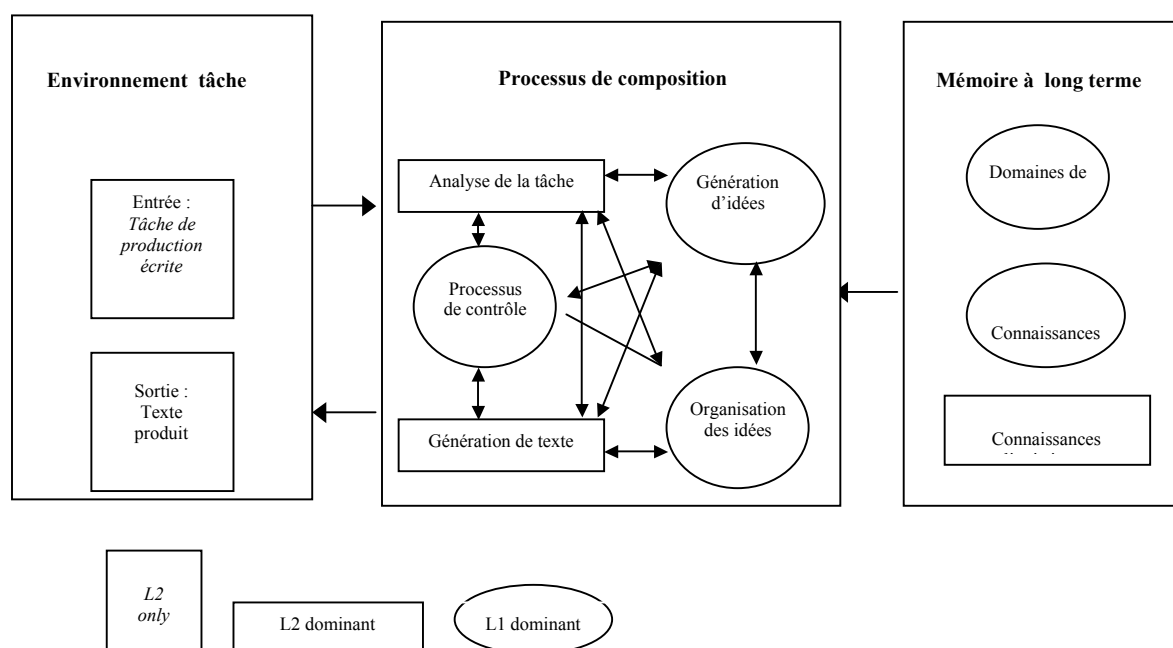 Environnement tâche
Entrée :
Tâche de
production
écrite
Sortie :
Texte
produit
Processus de composition
Analyse de la tâche
Génération
d'idées
Processus
de contrôle
Organisation
des idées
Génération de texte
Mémoire à long terme
Domaines de
Connaissances
Connaissances
L2
only
L2 dominant
L1 dominant